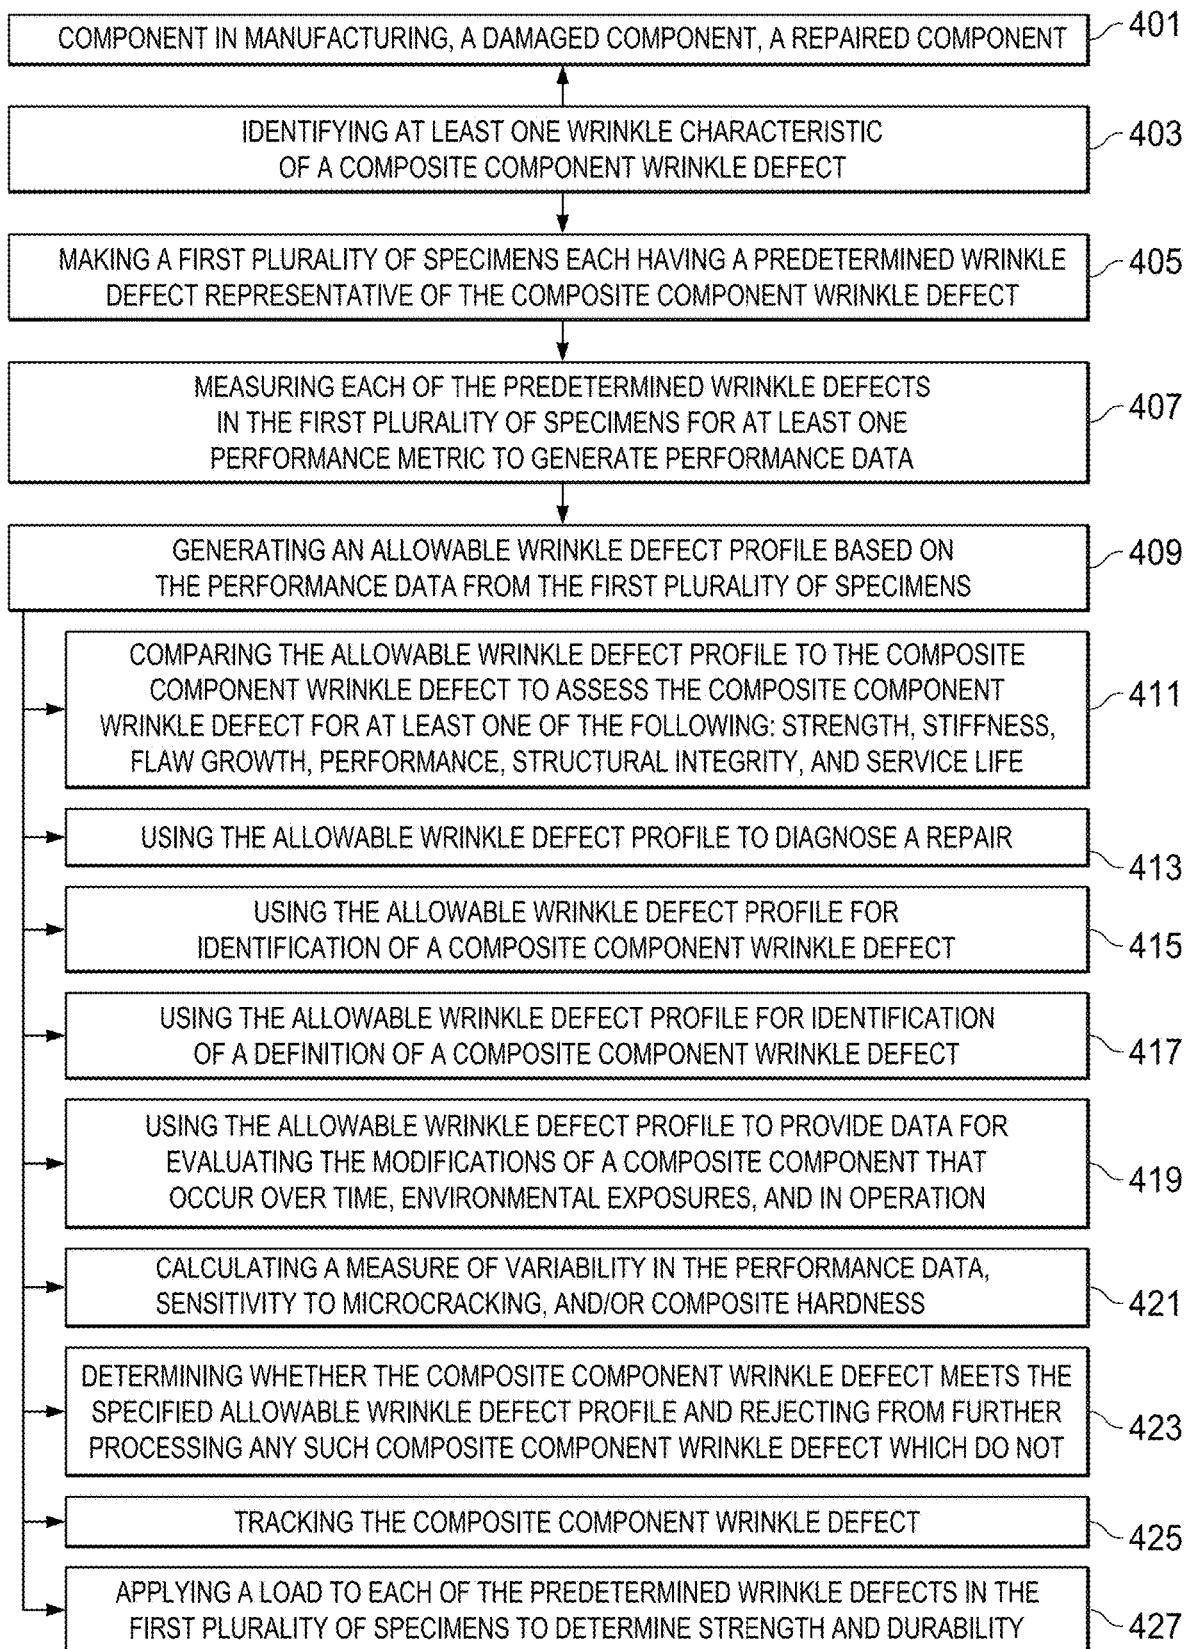 COMPONENT IN MANUFACTURING, A DAMAGED COMPONENT, A REPAIRED COMPONENT
401
IDENTIFYING AT LEAST ONE WRINKLE CHARACTERISTIC
OF A COMPOSITE COMPONENT WRINKLE DEFECT
403
MAKING A FIRST PLURALITY OF SPECIMENS EACH HAVING A PREDETERMINED WRINKLE
DEFECT REPRESENTATIVE OF THE COMPOSITE COMPONENT WRINKLE DEFECT
405
MEASURING EACH OF THE PREDETERMINED WRINKLE DEFECTS
IN THE FIRST PLURALITY OF SPECIMENS FOR AT LEAST ONE
PERFORMANCE METRIC TO GENERATE PERFORMANCE DATA
407
GENERATING AN ALLOWABLE WRINKLE DEFECT PROFILE BASED ON
THE PERFORMANCE DATA FROM THE FIRST PLURALITY OF SPECIMENS
409
COMPARING THE ALLOWABLE WRINKLE DEFECT PROFILE TO THE COMPOSITE
COMPONENT WRINKLE DEFECT TO ASSESS THE COMPOSITE COMPONENT
WRINKLE DEFECT FOR AT LEAST ONE OF THE FOLLOWING: STRENGTH, STIFFNESS,
FLAW GROWTH, PERFORMANCE, STRUCTURAL INTEGRITY, AND SERVICE LIFE
411
USING THE ALLOWABLE WRINKLE DEFECT PROFILE TO DIAGNOSE A REPAIR
413
USING THE ALLOWABLE WRINKLE DEFECT PROFILE FOR
IDENTIFICATION OF A COMPOSITE COMPONENT WRINKLE DEFECT
415
USING THE ALLOWABLE WRINKLE DEFECT PROFILE FOR IDENTIFICATION
OF A DEFINITION OF A COMPOSITE COMPONENT WRINKLE DEFECT
417
USING THE ALLOWABLE WRINKLE DEFECT PROFILE TO PROVIDE DATA FOR
EVALUATING THE MODIFICATIONS OF A COMPOSITE COMPONENT THAT
OCCUR OVER TIME, ENVIRONMENTAL EXPOSURES, AND IN OPERATION
419
CALCULATING A MEASURE OF VARIABILITY IN THE PERFORMANCE DATA,
SENSITIVITY TO MICROCRACKING, AND/OR COMPOSITE HARDNESS
421
DETERMINING WHETHER THE COMPOSITE COMPONENT WRINKLE DEFECT MEETS THE
SPECIFIED ALLOWABLE WRINKLE DEFECT PROFILE AND REJECTING FROM FURTHER
PROCESSING ANY SUCH COMPOSITE COMPONENT WRINKLE DEFECT WHICH DO NOT
423
TRACKING THE COMPOSITE COMPONENT WRINKLE DEFECT
425
APPLYING A LOAD TO EACH OF THE PREDETERMINED WRINKLE DEFECTS IN THE
FIRST PLURALITY OF SPECIMENS TO DETERMINE STRENGTH AND DURABILITY
427